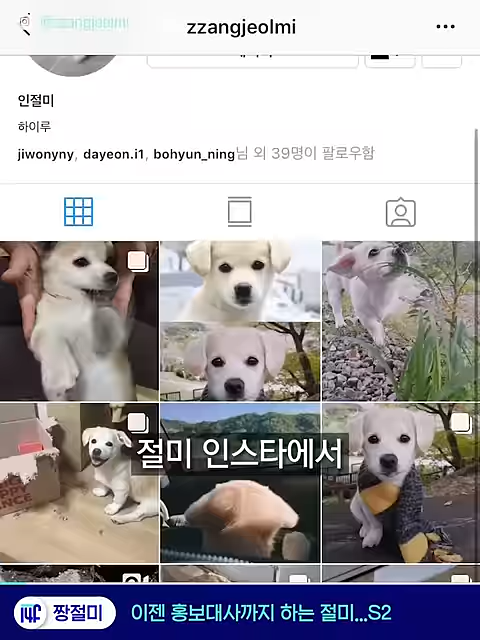 zzangjeolmi
인절미
하이루
jiwonyny, dayeon.i1, bohyun_ning님 외 39명이 팔로우함
절미 인스타에서
짱절미 이젠 홍보대사까지 하는 절미...S2